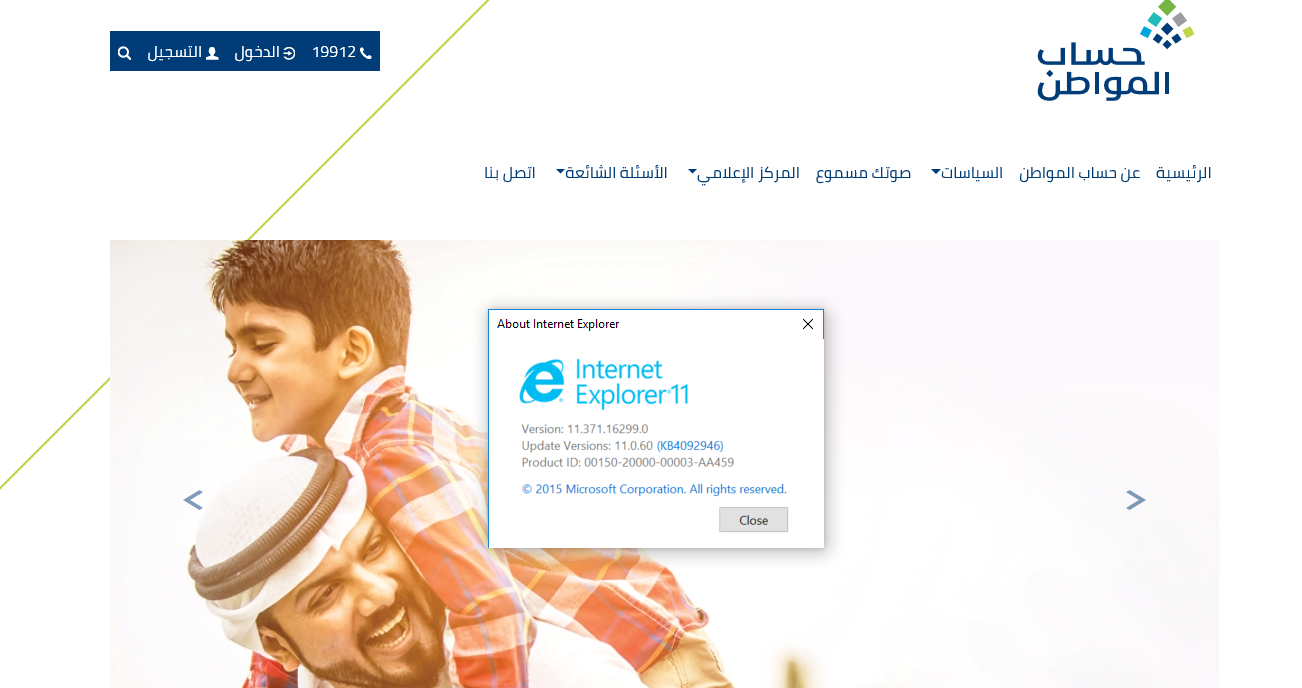 حساب
المواطن
19912 الدخول التسجيل
الرئيسية عن حساب المواطن السياسات صوتك مسموع المركز الإعلامي الأسئلة الشائعة اتصل بنا
About Internet Explorer
Internet
Explorer®11
Version: 11.371.16299.0
Update Versions: 11.0.60 (KB4092946)
Product ID: 00150-20000-00003-AA459
© 2015 Microsoft Corporation. All rights reserved.
Close